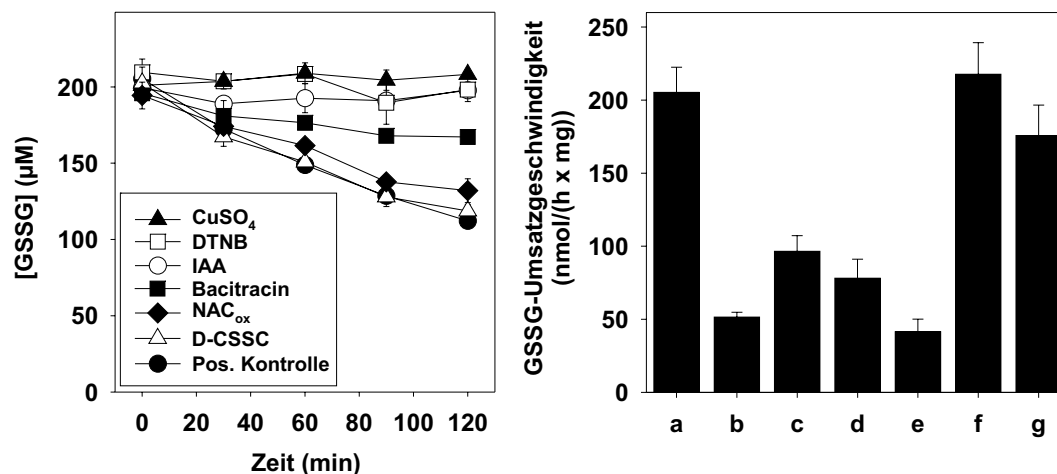 [GSSG] (µM)
200
150
100
50
0
CuSO₄
DTNB
IAA
Bacitracin
NACₒₓ
D-CSSC
Pos. Kontrolle
0 20 40 60 80 100 120
Zeit (min)
GSSG-Umsatzgeschwindigkeit
(nmol/(h x mg))
250
200
150
100
50
0
a b c d e f g